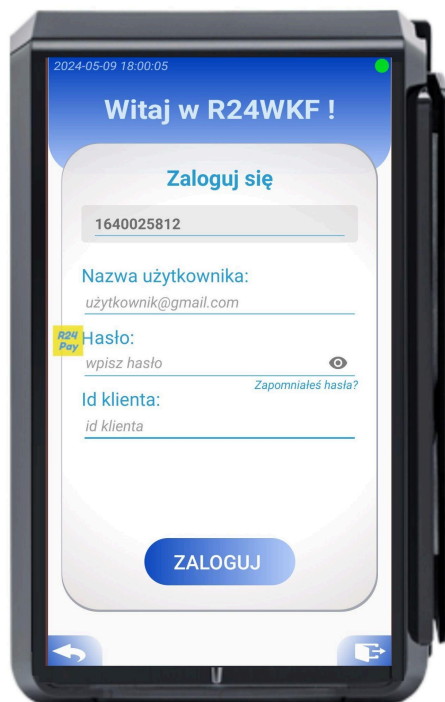 2024-05-09 18:00:05
Witaj w R24WKF !
Zaloguj się
1640025812
Nazwa użytkownika:
użytkownik@gmail.com
R24
Pay
Hasło:
wpisz hasło
Zapomniałeś hasła?
Id klienta:
id klienta
ZALOGUJ